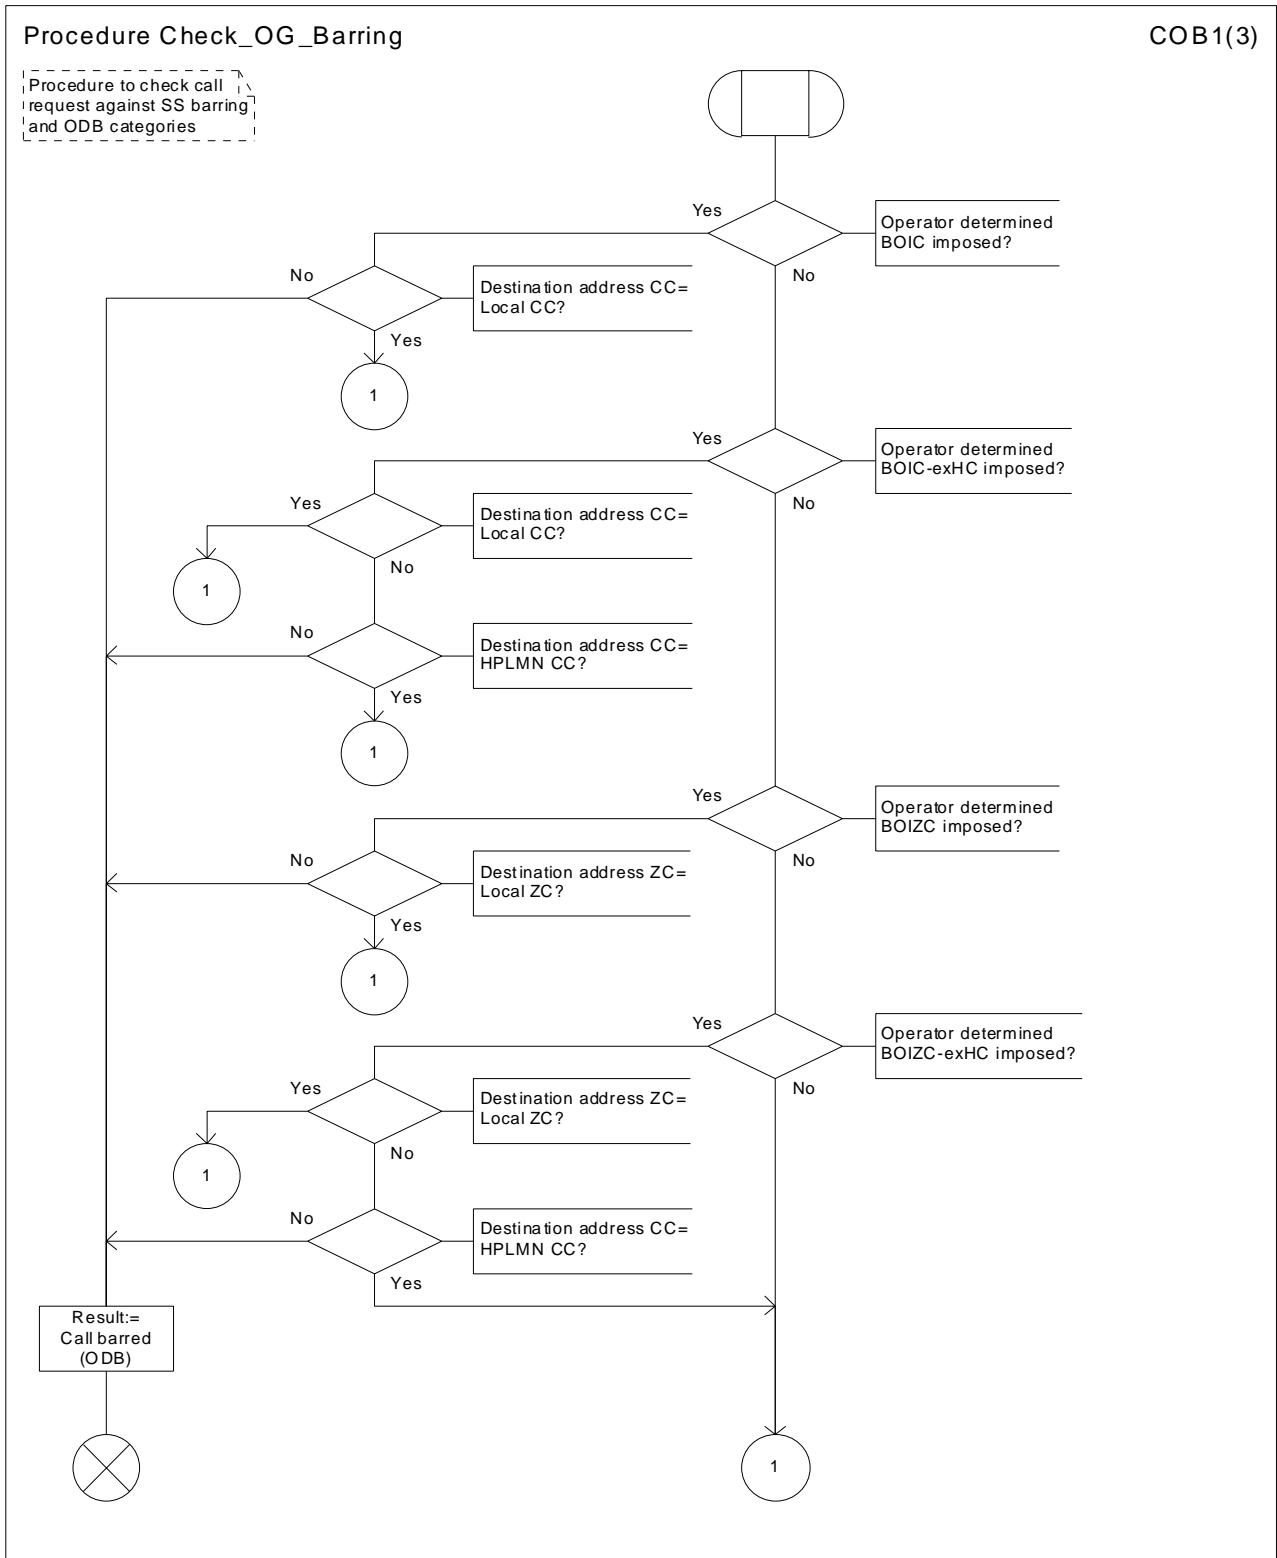 Procedure Check_OG_Barring
COB1(3)
Procedure to check call
request against SS barring
and ODB categories
Yes
Operator determined
BOIC imposed?
No
No
Destination address CC=
Local CC?
Yes
1
Yes
Operator determined
BOIC-exHC imposed?
No
Yes
Destination address CC=
Local CC?
No
1
No
Destination address CC=
HPLMN CC?
Yes
1
Yes
Operator determined
BOIZC imposed?
No
No
Destination address ZC=
Local ZC?
Yes
1
Yes
Operator determined
BOIZC-exHC imposed?
No
Yes
Destination address ZC=
Local ZC?
No
1
No
Destination address CC=
HPLMN CC?
Yes
Result:=
Call barred
(ODB)
1